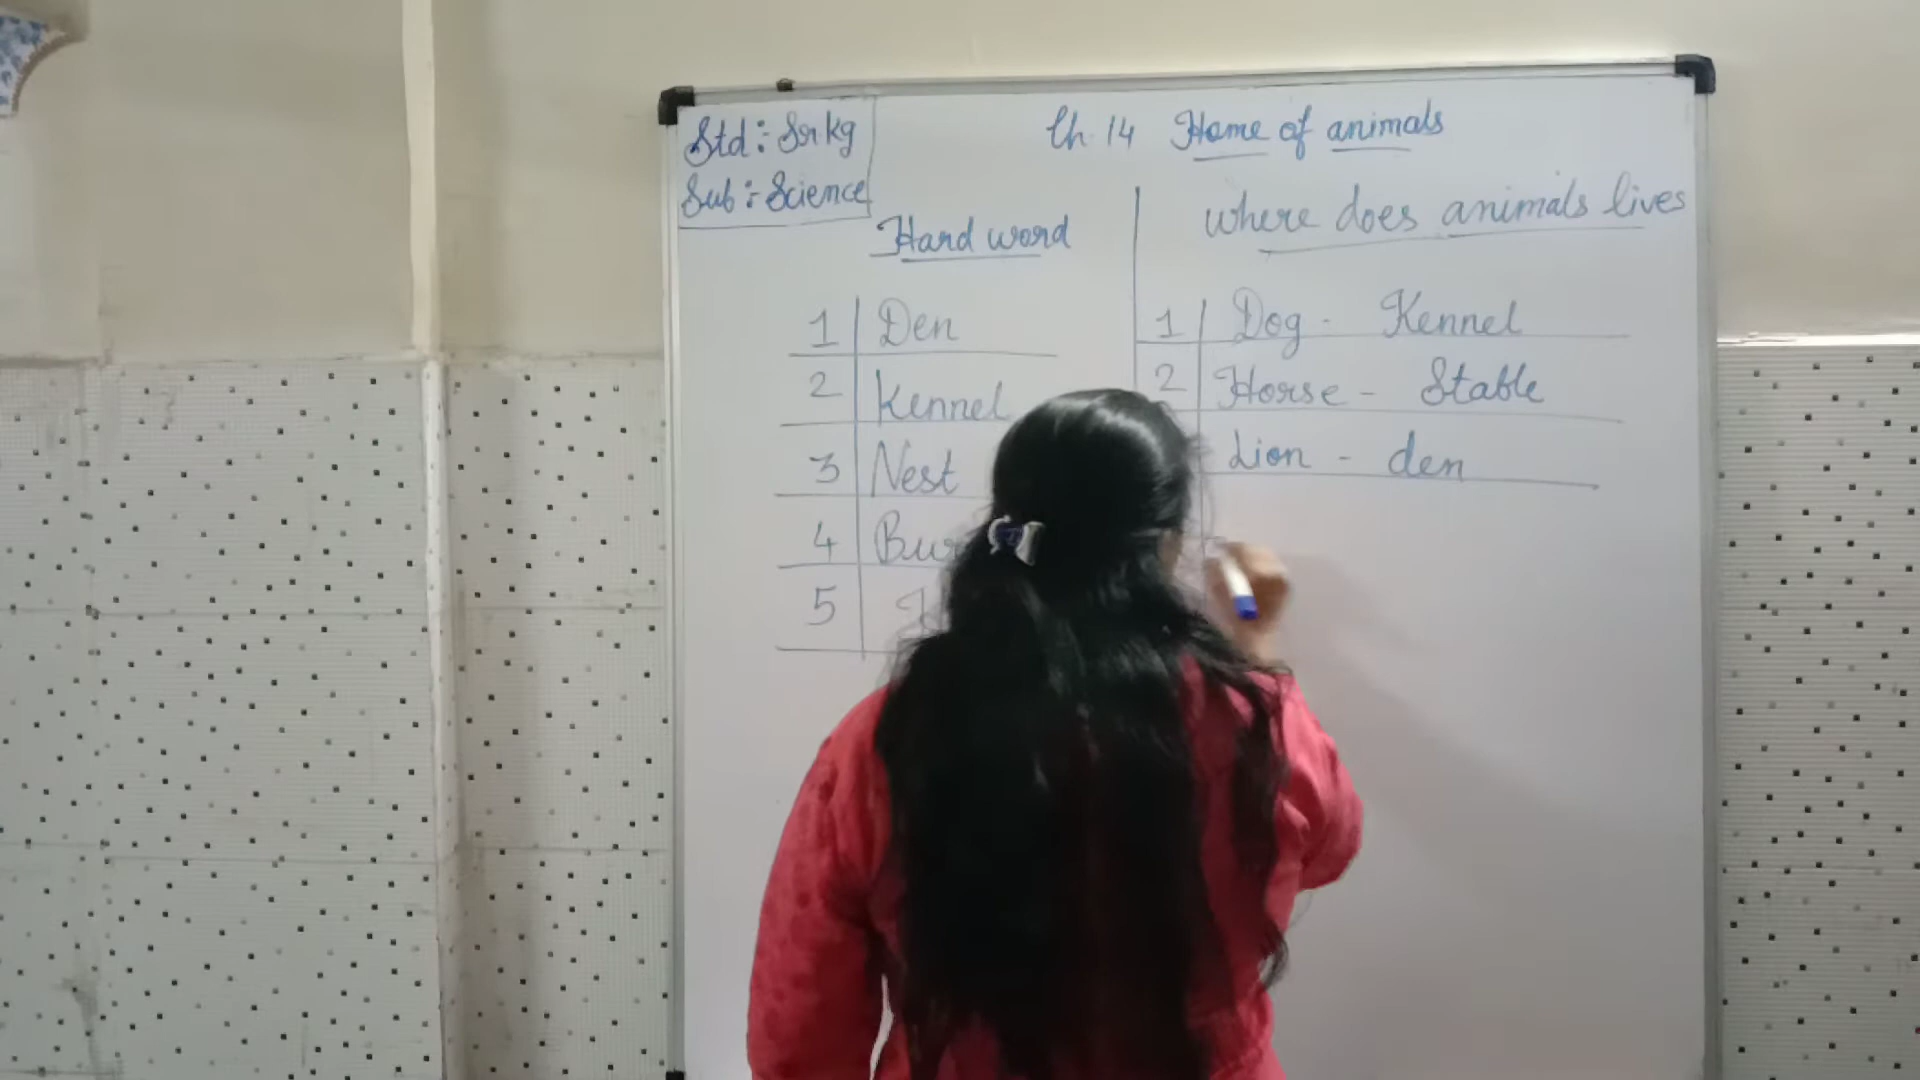 Std : Sr kg
Sub :- Science
Ch 14 Home of animals
Hard word
1 Den
2 Kennel
3 Nest
4
5
where does animals lives
1 Dog - Kennel
2 Horse - Stable
Lion - den